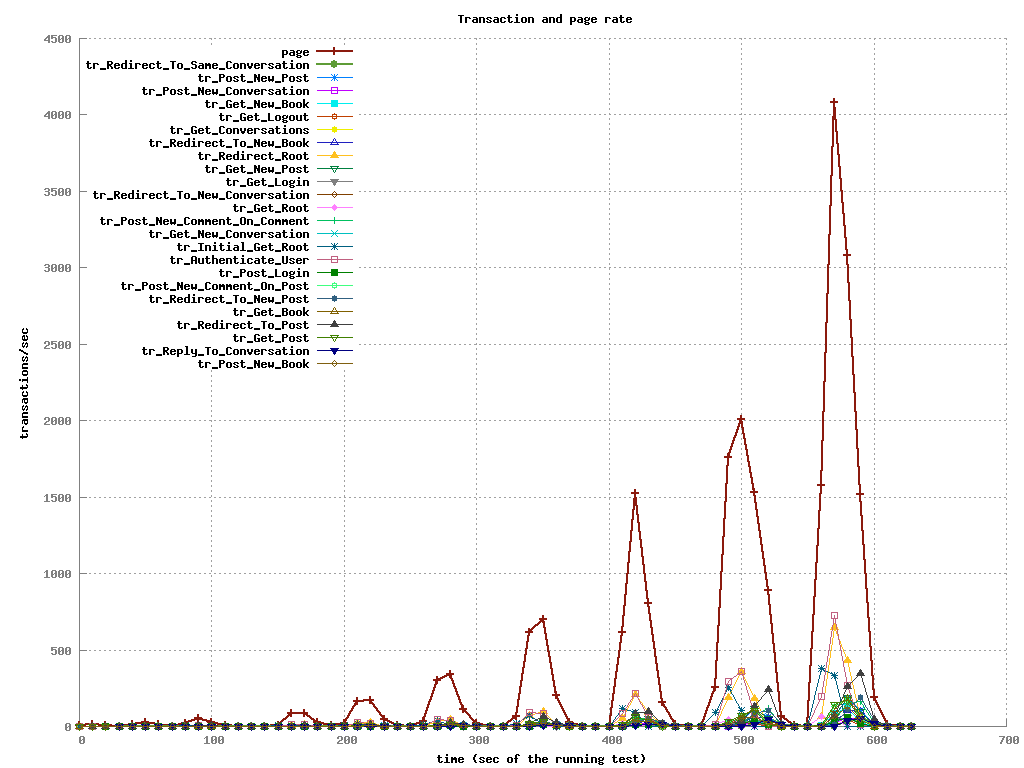 Transaction and page rate
4500
4000
3500
3000
2500
2000
1500
1000
500
0
transactions/sec
page
tr_Redirect_To_Same_Conversation
tr_Post_New_Post
tr_Post_New_Conversation
tr_Get_New_Book
tr_Get_Logout
tr_Get_Conversations
tr_Redirect_To_New_Book
tr_Redirect_Root
tr_Get_New_Post
tr_Get_Login
tr_Redirect_To_New_Conversation
tr_Get_Root
tr_Post_New_Comment_On_Comment
tr_Get_New_Conversation
tr_Initial_Get_Root
tr_Authenticate_User
tr_Post_Login
tr_Post_New_Comment_On_Post
tr_Redirect_To_New_Post
tr_Get_Book
tr_Redirect_To_Post
tr_Get_Post
tr_Reply_To_Conversation
tr_Post_New_Book
0 100 200 300 400 500 600 700
time (sec of the running test)